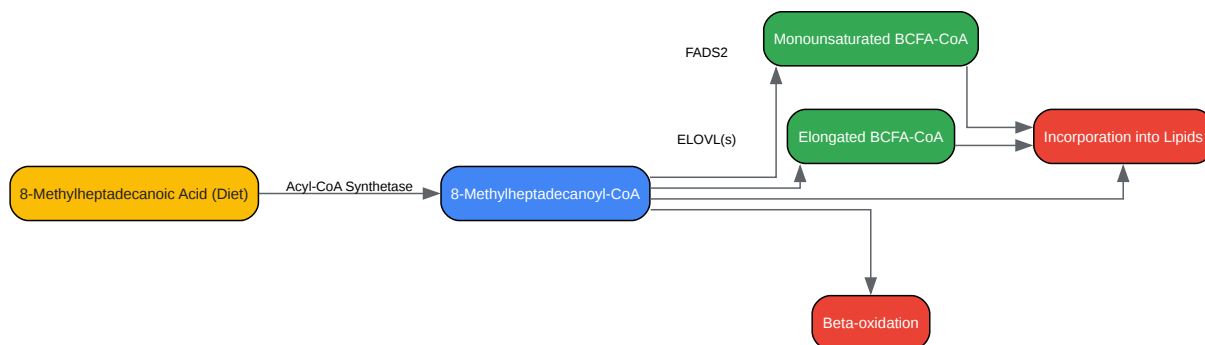 Monounsaturated BCFA-CoA
FADS2
ELOVL(s)
Elongated BCFA-CoA
Incorporation into Lipids
8-Methylheptadecanoic Acid (Diet)
Acyl-CoA Synthetase
8-Methylheptadecanoyl-CoA
Beta-oxidation